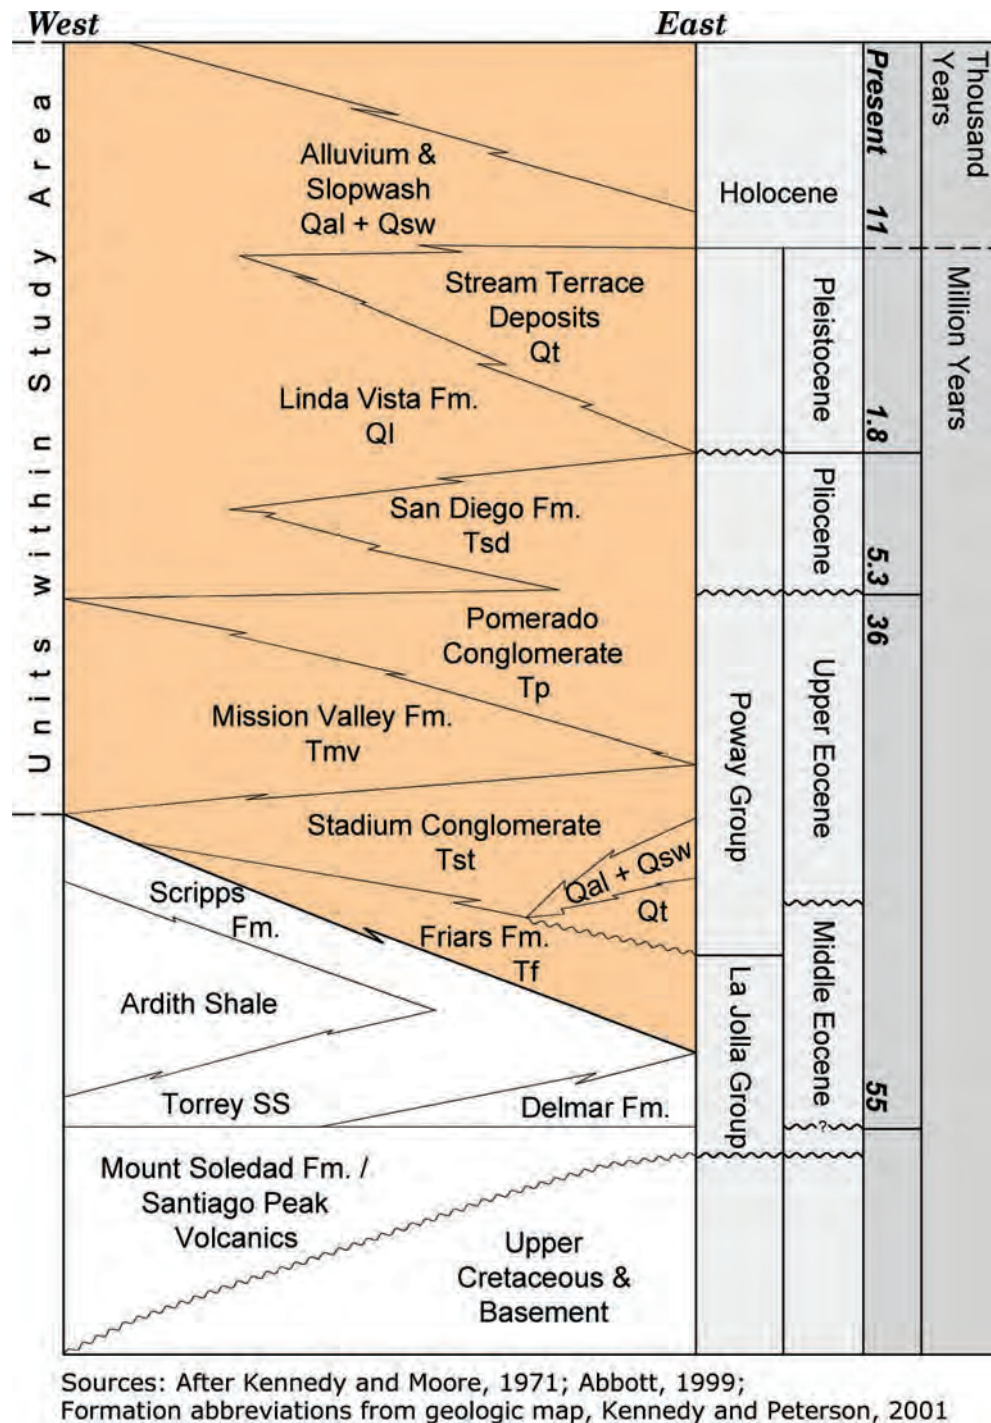 West
East
Units within Study Area
Alluvium &
Slopwash
Qal + Qsw
Stream Terrace
Deposits
Qt
Linda Vista Fm.
Ql
San Diego Fm.
Tsd
Pomerado
Conglomerate
Tp
Mission Valley Fm.
Tmv
Stadium Conglomerate
Tst
Qal + Qsw
Qt
Friars Fm.
Tf
Scripps
Fm.
Ardith Shale
Torrey SS
Delmar Fm.
Mount Soledad Fm. /
Santiago Peak
Volcanics
Upper
Cretaceous &
Basement
Holocene
Poway Group
La Jolla Group
Pleistocene
Pliocene
Upper Eocene
Middle Eocene
?
Present
11
1.8
5.3
36
55
Thousand
Years
Million Years
Sources: After Kennedy and Moore, 1971; Abbott, 1999;
Formation abbreviations from geologic map, Kennedy and Peterson, 2001